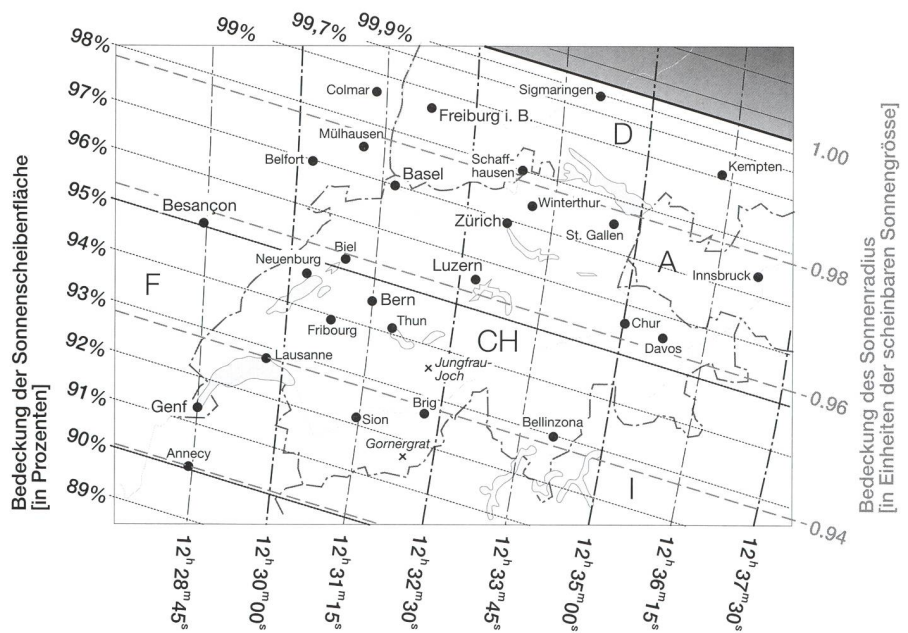 99% 99,7% 99,9%
98%
97%
96%
95%
94%
93%
92%
91%
90%
89%
Bedeckung der Sonnenscheibenfläche
[in Prozenten]
Colmar
Freiburg i. B.
Sigmaringen
D
Mülhausen
Belfort
Basel
Schaff-
hausen
Kempten
Besançon
Winterthur
Zürich
St. Gallen
Biel
Neuenburg
Luzern
A
Innsbruck
F
Bern
Fribourg
Thun
CH
Chur
Davos
Lausanne
Jungfrau-
Joch
Genf
Sion
Brig
Gornergrat
Bellinzona
Annecy
I
1.00
0.98
0.96
0.94
Bedeckung des Sonnenradius
[in Einheiten der scheinbaren Sonnengrösse]
12h 28m 45s
12h 30m 00s
12h 31m 15s
12h 32m 30s
12h 33m 45s
12h 35m 00s
12h 36m 15s
12h 37m 30s